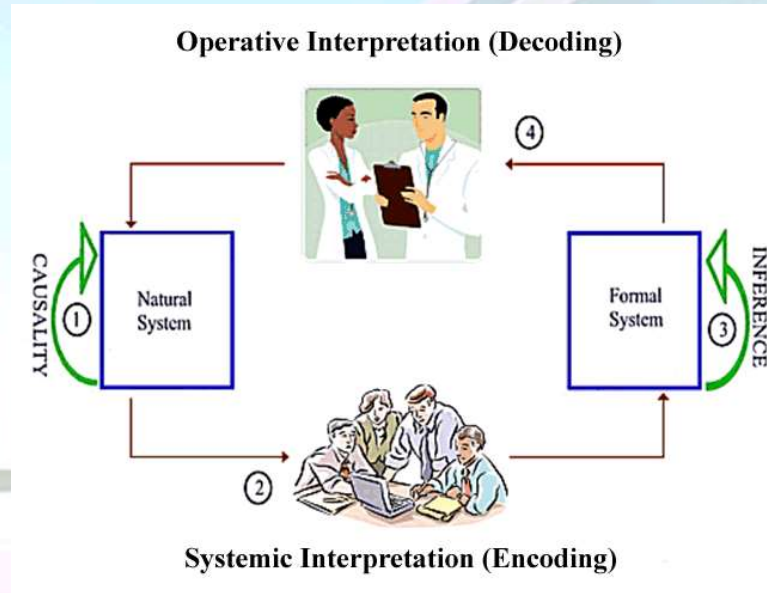 Operative Interpretation (Decoding)
4
CAUSALITY
1
Natural
System
Formal
System
3
INFERENCE
2
Systemic Interpretation (Encoding)